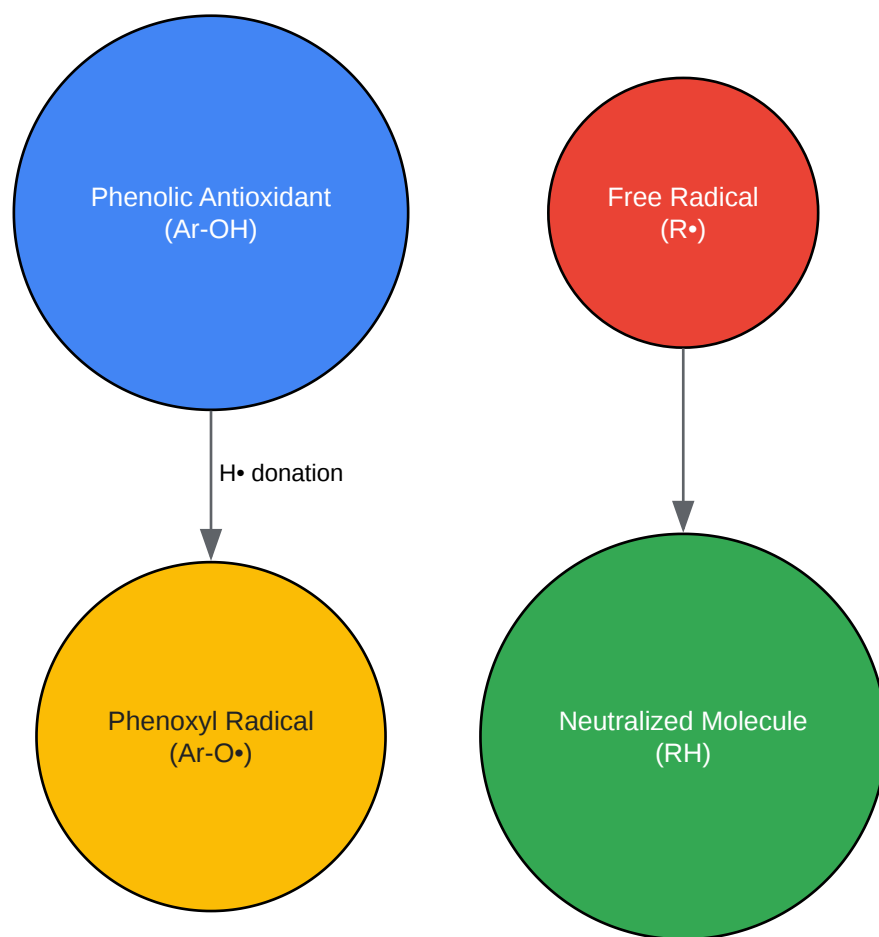 Phenolic Antioxidant
(Ar-OH)
Free Radical
(R•)
H• donation
Phenoxyl Radical
(Ar-O•)
Neutralized Molecule
(RH)